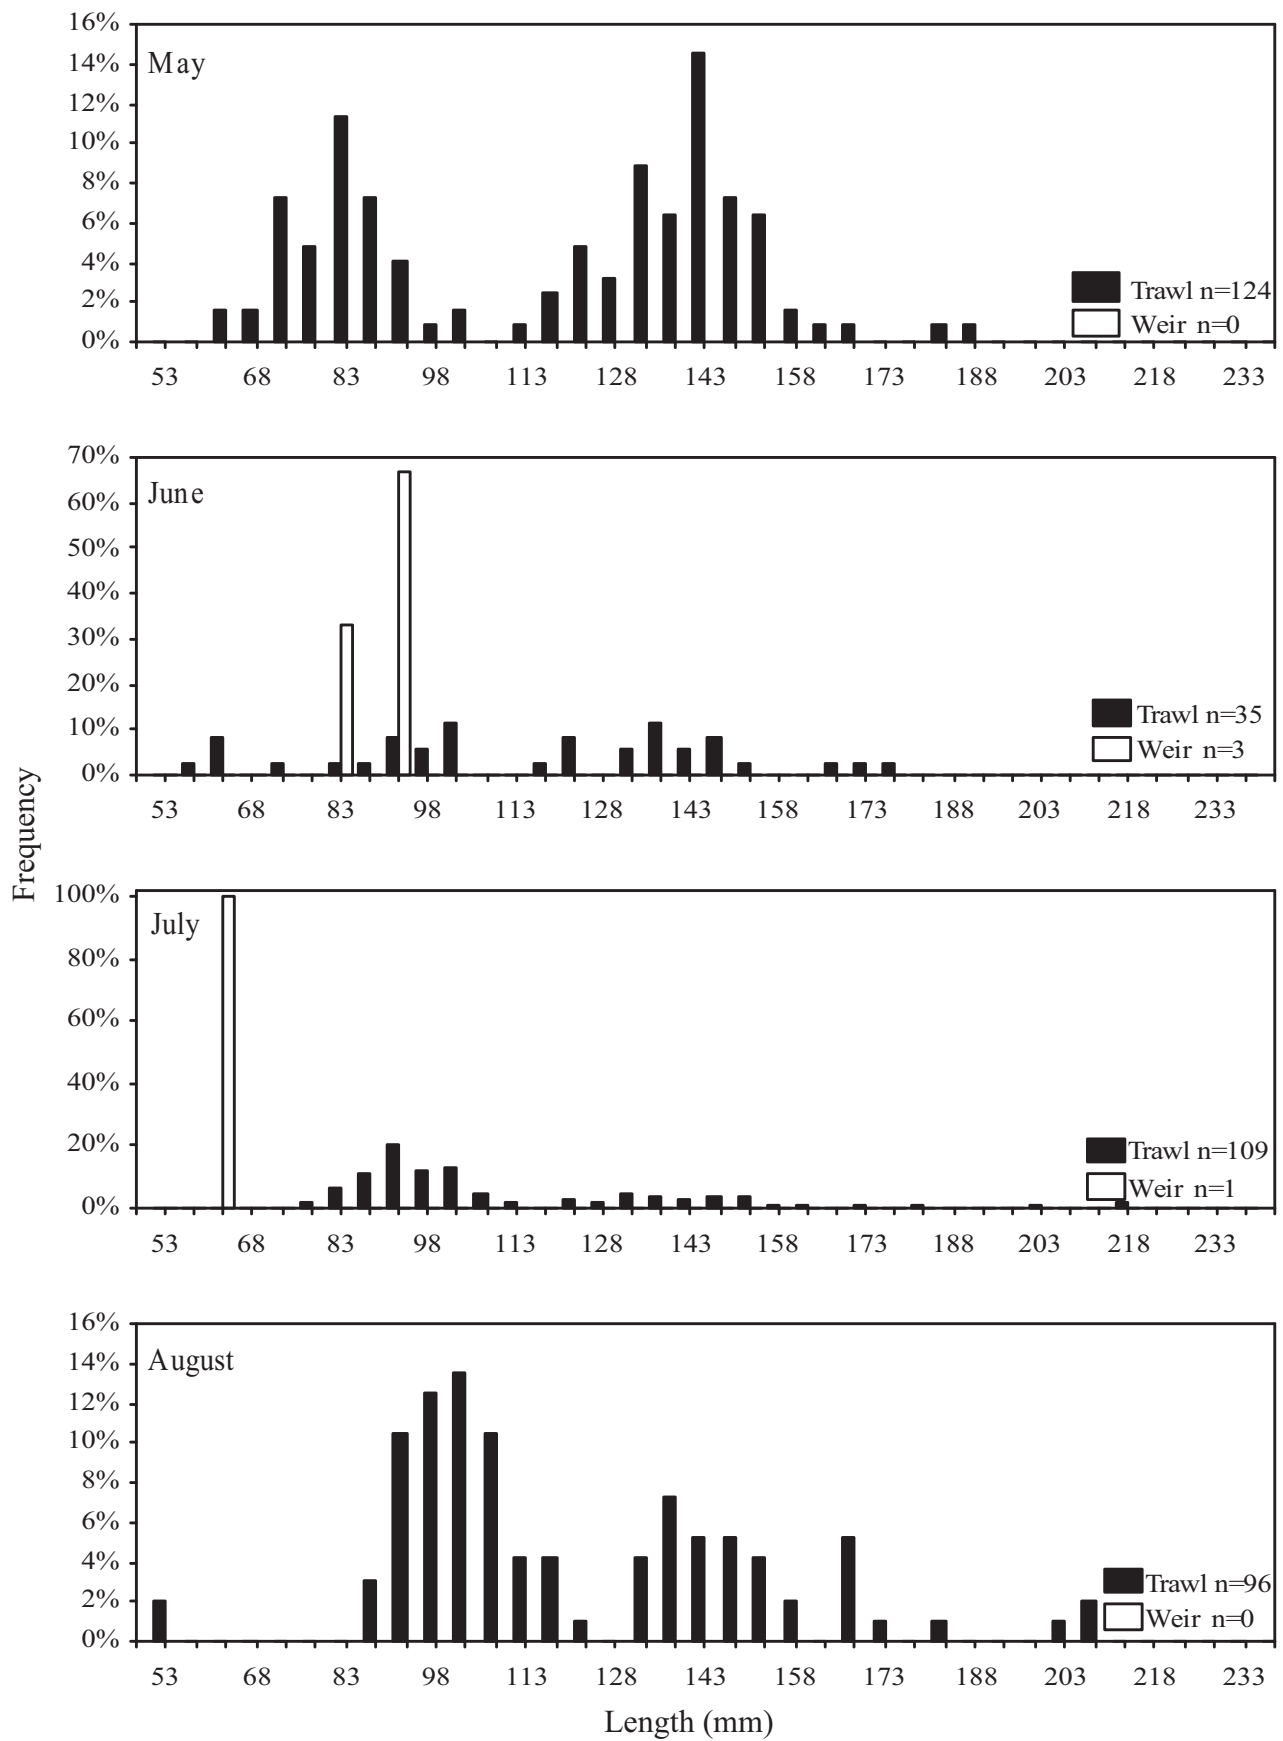 16%
14%
12%
10%
8%
6%
4%
2%
0%
May
Trawl n=124
Weir n=0
53 68 83 98 113 128 143 158 173 188 203 218 233
70%
60%
50%
40%
30%
20%
10%
0%
June
Trawl n=35
Weir n=3
53 68 83 98 113 128 143 158 173 188 203 218 233
Frequency
100%
80%
60%
40%
20%
0%
July
Trawl n=109
Weir n=1
53 68 83 98 113 128 143 158 173 188 203 218 233
16%
14%
12%
10%
8%
6%
4%
2%
0%
August
Trawl n=96
Weir n=0
53 68 83 98 113 128 143 158 173 188 203 218 233
Length (mm)